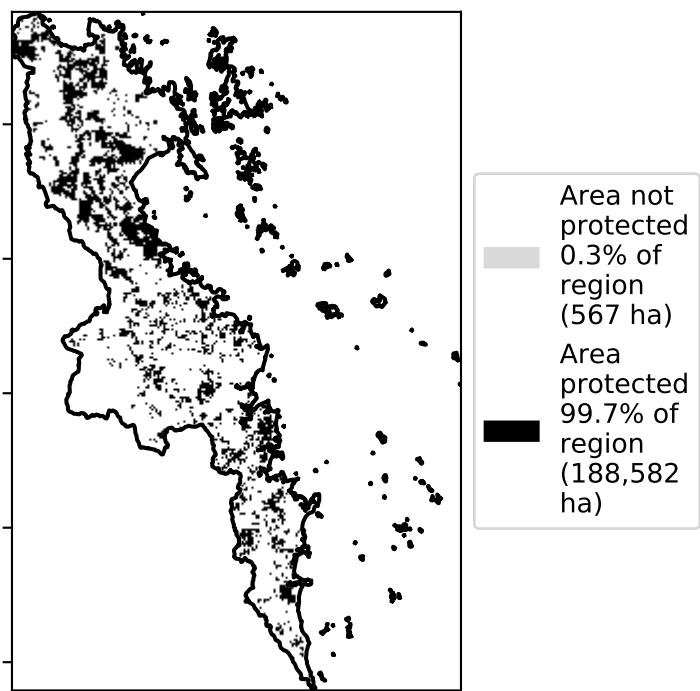 Area not
protected
0.3% of
region
(567 ha)
Area
protected
99.7% of
region
(188,582
ha)